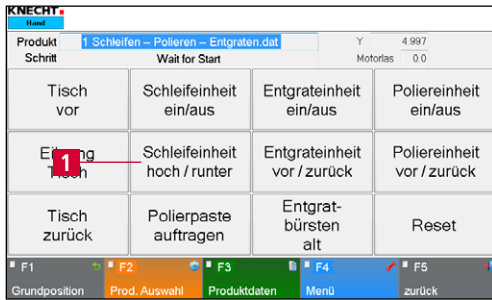 KNECHT
Hand
Produkt 1 Schleifen – Polieren – Entgraten.dat Y 4.997
Schritt Wait for Start Motorlas 0.0
Tisch vor
Schleifeinheit ein/aus
Entgrateinheit ein/aus
Poliereinheit ein/aus
1
Tisch
Schleifeinheit hoch / runter
Entgrateinheit vor / zurück
Poliereinheit vor / zurück
Tisch zurück
Polierpaste auftragen
Entgrat-
bürsten
alt
Reset
F1 F2 F3 F4 F5
Grundposition Prod. Auswahl Produktdaten Menü zurück